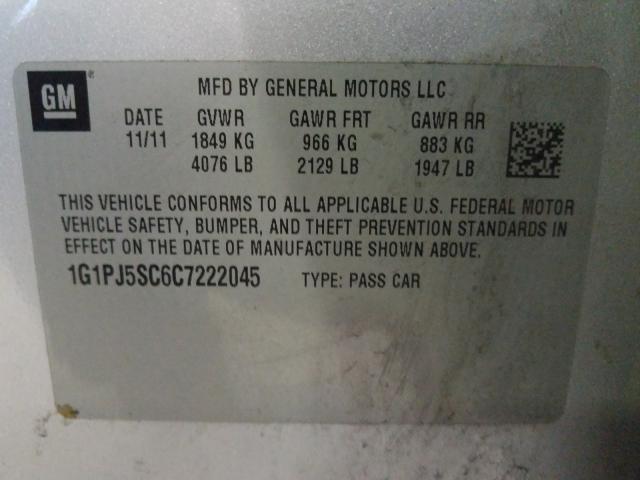 GM
MFD BY GENERAL MOTORS LLC
DATE GVWR GAWR FRT GAWR RR
11/11 1849 KG 966 KG 883 KG
4076 LB 2129 LB 1947 LB
THIS VEHICLE CONFORMS TO ALL APPLICABLE U.S. FEDERAL MOTOR
VEHICLE SAFETY, BUMPER, AND THEFT PREVENTION STANDARDS IN
EFFECT ON THE DATE OF MANUFACTURE SHOWN ABOVE.
1G1PJ5SC6C7222045 TYPE: PASS CAR